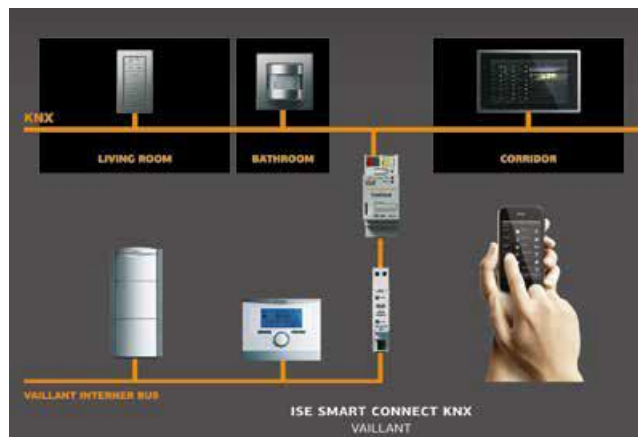 KNX
LIVING ROOM
BATHROOM
CORRIDOR
VAILLANT INTERNER BUS
ISE SMART CONNECT KNX
VAILLANT